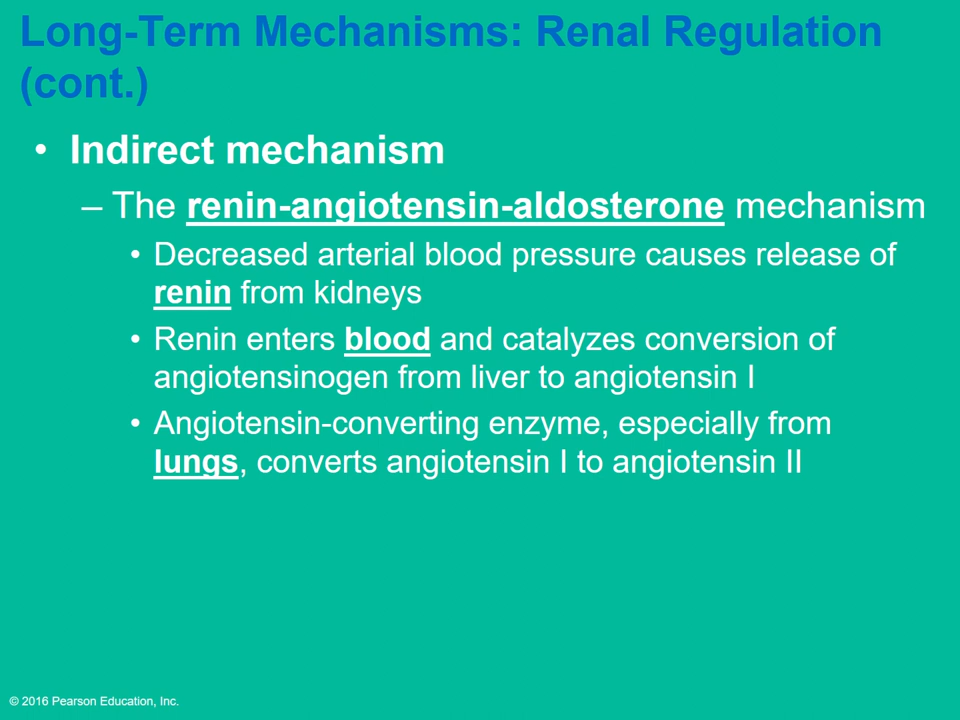 Long-Term Mechanisms: Renal Regulation
(cont.)
• Indirect mechanism
– The renin-angiotensin-aldosterone mechanism
• Decreased arterial blood pressure causes release of
renin from kidneys
• Renin enters blood and catalyzes conversion of
angiotensinogen from liver to angiotensin I
• Angiotensin-converting enzyme, especially from
lungs, converts angiotensin I to angiotensin II
© 2016 Pearson Education, Inc.